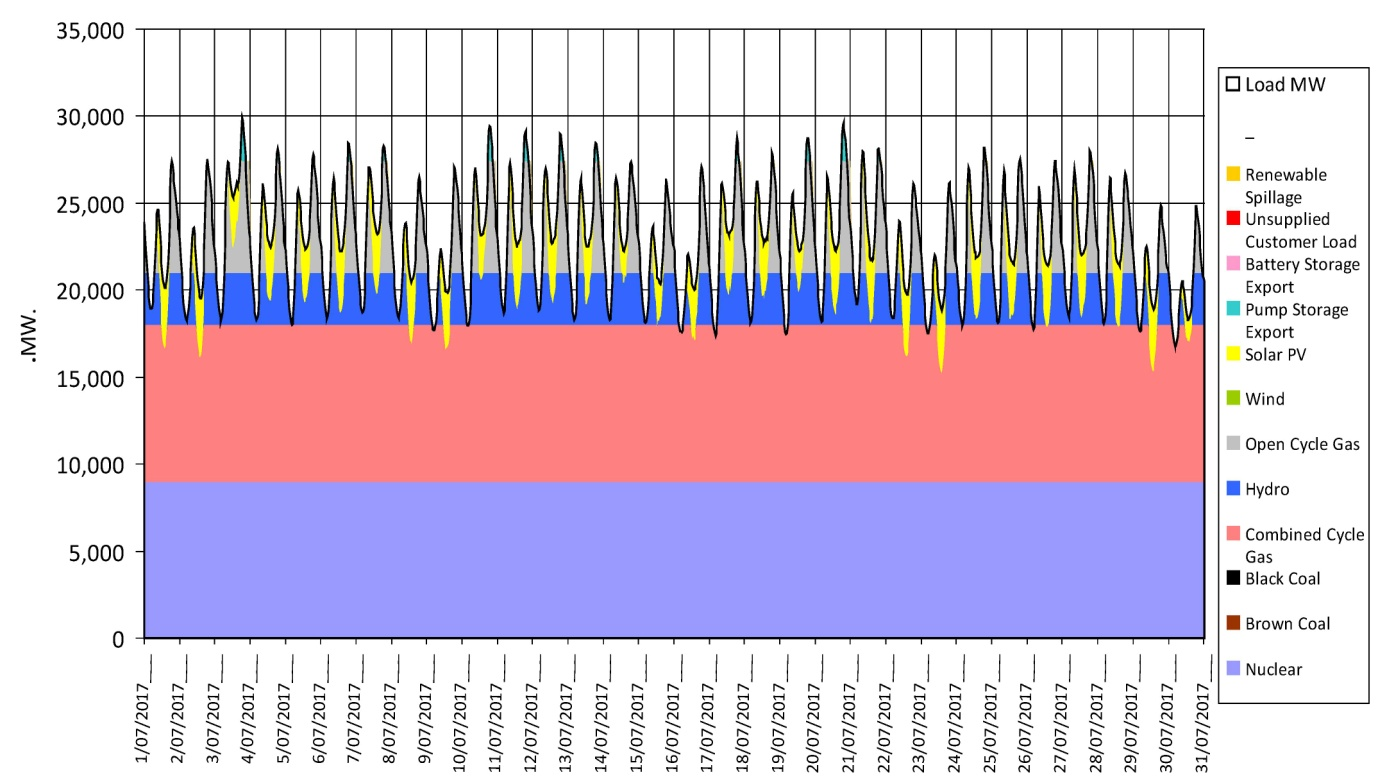 35,000
30,000
25,000
20,000
15,000
10,000
5,000
0
.MW.
1/07/2017
2/07/2017
3/07/2017
4/07/2017
5/07/2017
6/07/2017
7/07/2017
8/07/2017
9/07/2017
10/07/2017
11/07/2017
12/07/2017
13/07/2017
14/07/2017
15/07/2017
16/07/2017
17/07/2017
18/07/2017
19/07/2017
20/07/2017
21/07/2017
22/07/2017
23/07/2017
24/07/2017
25/07/2017
26/07/2017
27/07/2017
28/07/2017
29/07/2017
30/07/2017
31/07/2017
Load MW
–
Renewable
Spillage
Unsupplied
Customer Load
Battery Storage
Export
Pump Storage
Export
Solar PV
Wind
Open Cycle Gas
Hydro
Combined Cycle
Gas
Black Coal
Brown Coal
Nuclear